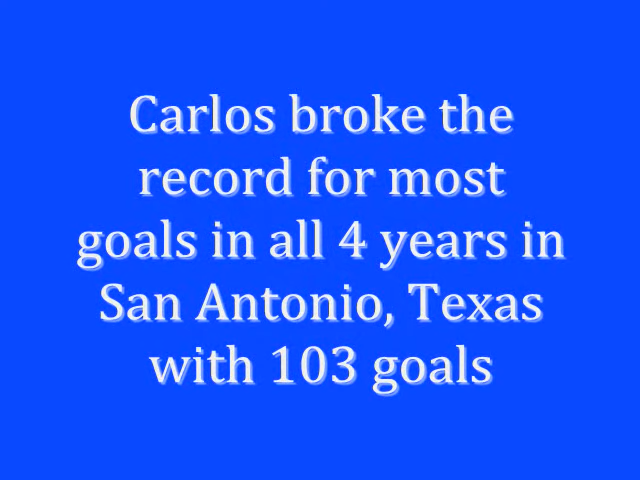 Carlos broke the
record for most
goals in all 4 years in
San Antonio, Texas
with 103 goals